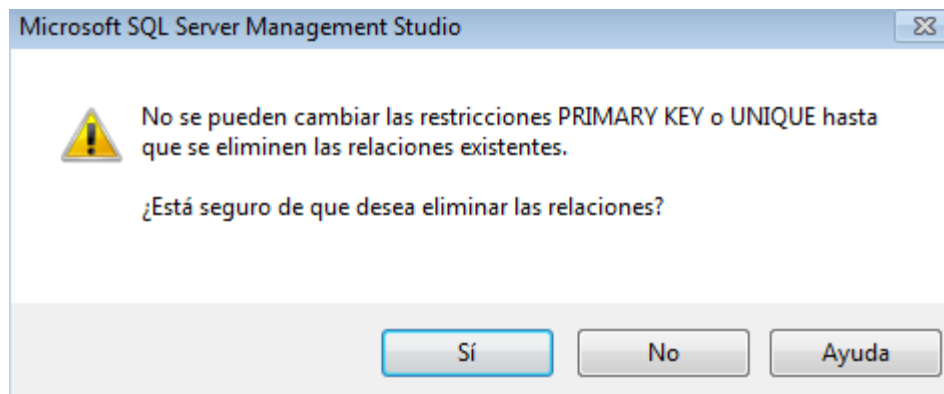 Microsoft SQL Server Management Studio
No se pueden cambiar las restricciones PRIMARY KEY o UNIQUE hasta
que se eliminen las relaciones existentes.
¿Está seguro de que desea eliminar las relaciones?
Sí
No
Ayuda